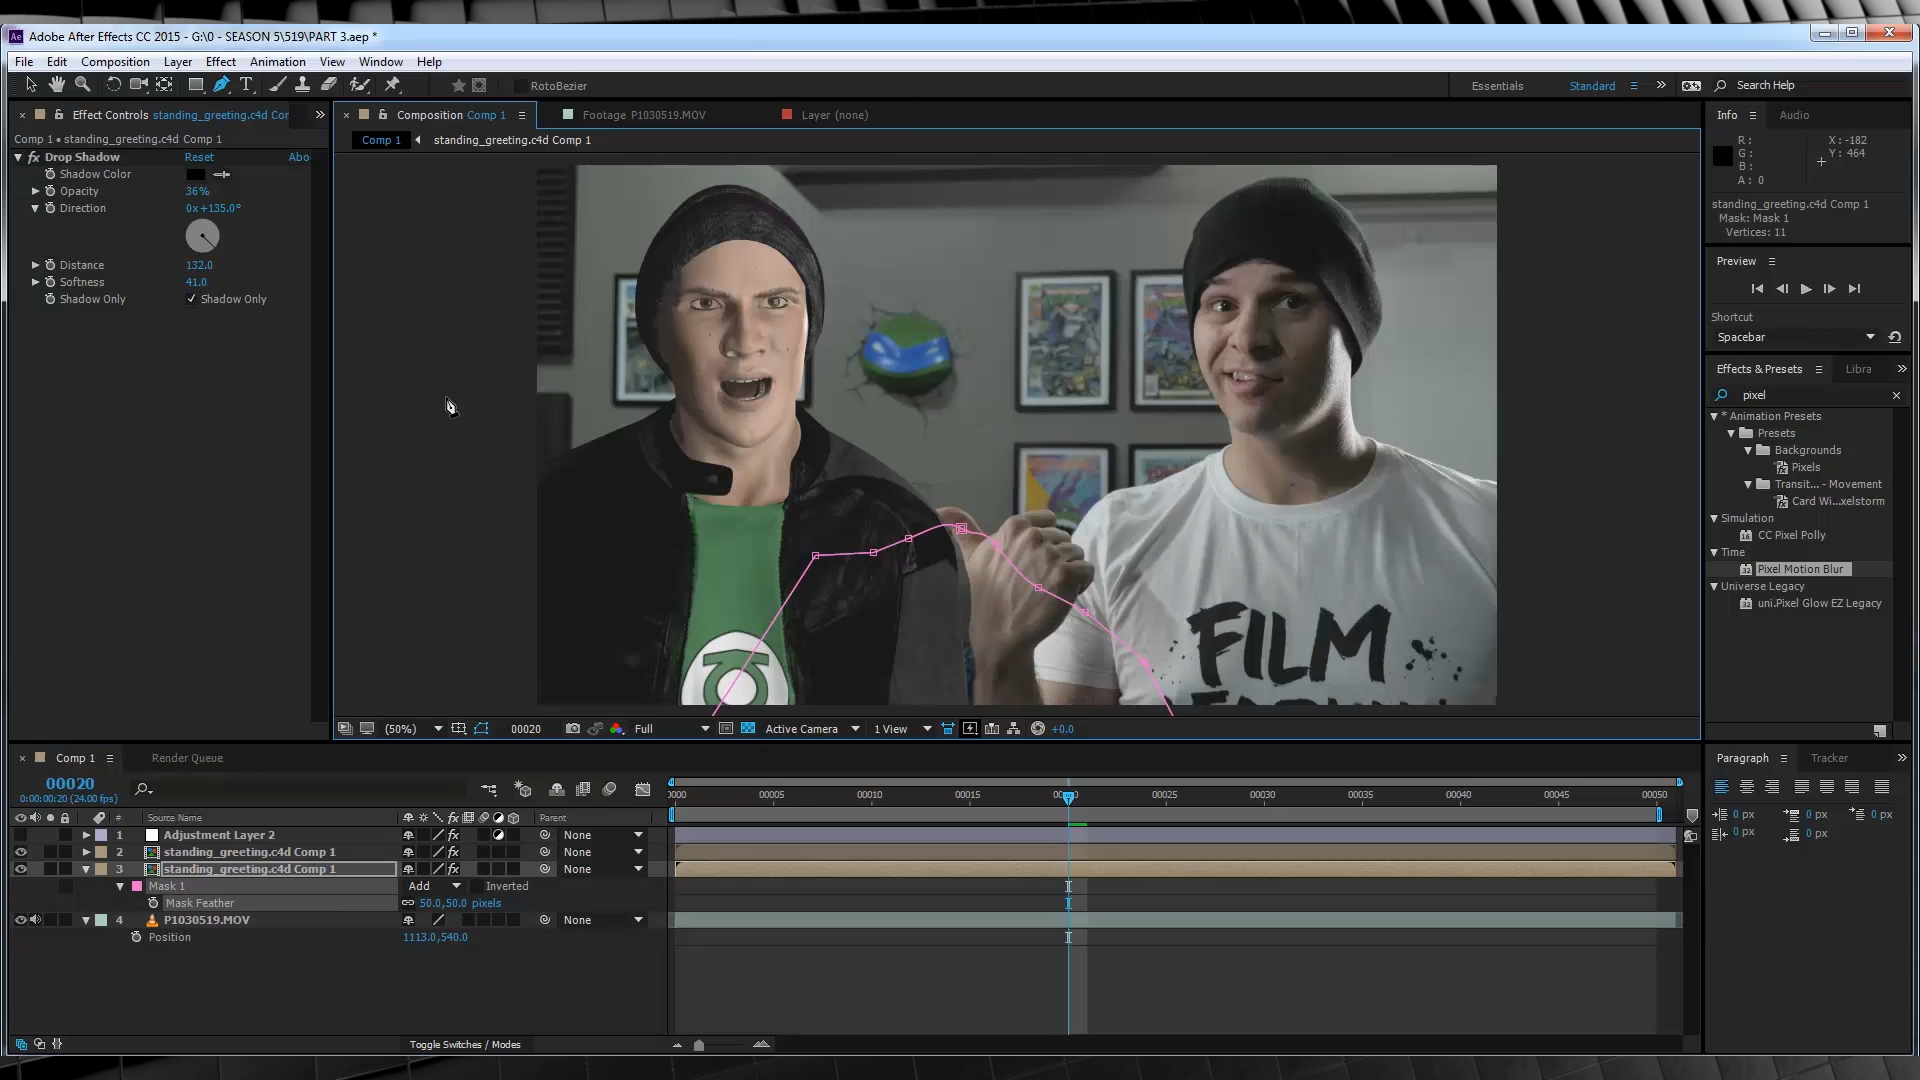 Adobe After Effects CC 2015 - G:\0 - SEASON 5\519\PART 3.aep *
File Edit Composition Layer Effect Animation View Window Help
RotoBezier
Essentials Standard Search Help
Effect Controls standing_greeting.c4d Cor
Composition Comp 1
Footage P1030519.MOV
Layer (none)
Info Audio
Comp 1 • standing_greeting.c4d Comp 1
Comp 1 standing_greeting.c4d Comp 1
Drop Shadow Reset Abo
Shadow Color
Opacity 36%
Direction 0x+135.0°
Distance 132.0
Softness 41.0
Shadow Only Shadow Only
R:
G:
B:
A: 0
X: -182
Y: 464
standing_greeting.c4d Comp 1
Mask: Mask 1
Vertices: 11
Preview
Shortcut
Spacebar
Effects & Presets Libra
pixel
* Animation Presets
Presets
Backgrounds
Pixels
Transit... - Movement
Card Wi...xelstorm
Simulation
CC Pixel Polly
Time
Pixel Motion Blur
Universe Legacy
uni.Pixel Glow EZ Legacy
FILM
(50%) 00020 Full Active Camera 1 View +0.0
Comp 1 Render Queue
00020
0:00:00:20 (24.00 fps)
0000 00005 00010 00015 00025 00030 00035 00040 00045 00050
# Source Name Parent
1 Adjustment Layer 2 None
2 standing_greeting.c4d Comp 1 None
3 standing_greeting.c4d Comp 1 None
Mask 1 Add Inverted
Mask Feather 50.0,50.0 pixels
4 P1030519.MOV None
Position 1113.0,540.0
Toggle Switches / Modes
Paragraph Tracker
0 px 0 px 0 px
0 px 0 px